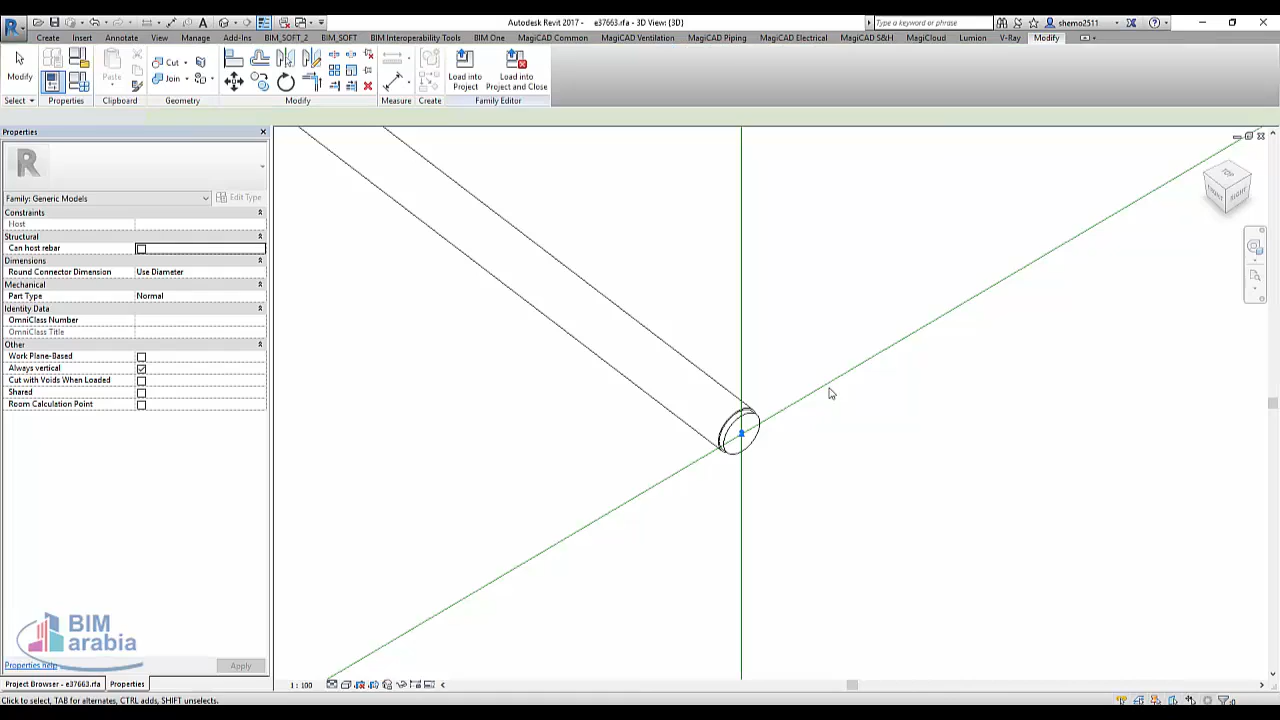 Autodesk Revit 2017 - e37663.rfa - 3D View: {3D}
Type a keyword or phrase
shemo2511
Create Insert Annotate View Manage Add-Ins BIM_SOFT_2 BIM_SOFT BIM Interoperability Tools BIM One MagiCAD Common MagiCAD Ventilation MagiCAD Piping MagiCAD Electrical MagiCAD S&H MagiCloud Lumion V-Ray Modify
Modify Paste Cut Join Load into Project Load into Project and Close
Select Properties Clipboard Geometry Modify Measure Create Family Editor
Properties
R
Family: Generic Models Edit Type
Constraints
Host
Structural
Can host rebar
Dimensions
Round Connector Dimension Use Diameter
Mechanical
Part Type Normal
Identity Data
OmniClass Number
OmniClass Title
Other
Work Plane-Based
Always vertical
Cut with Voids When Loaded
Shared
Room Calculation Point
TOP
FRONT RIGHT
BIM
arabia
Properties help Apply
Project Browser - e37663.rfa Properties
1 : 100
Click to select, TAB for alternates, CTRL adds, SHIFT unselects.
:0